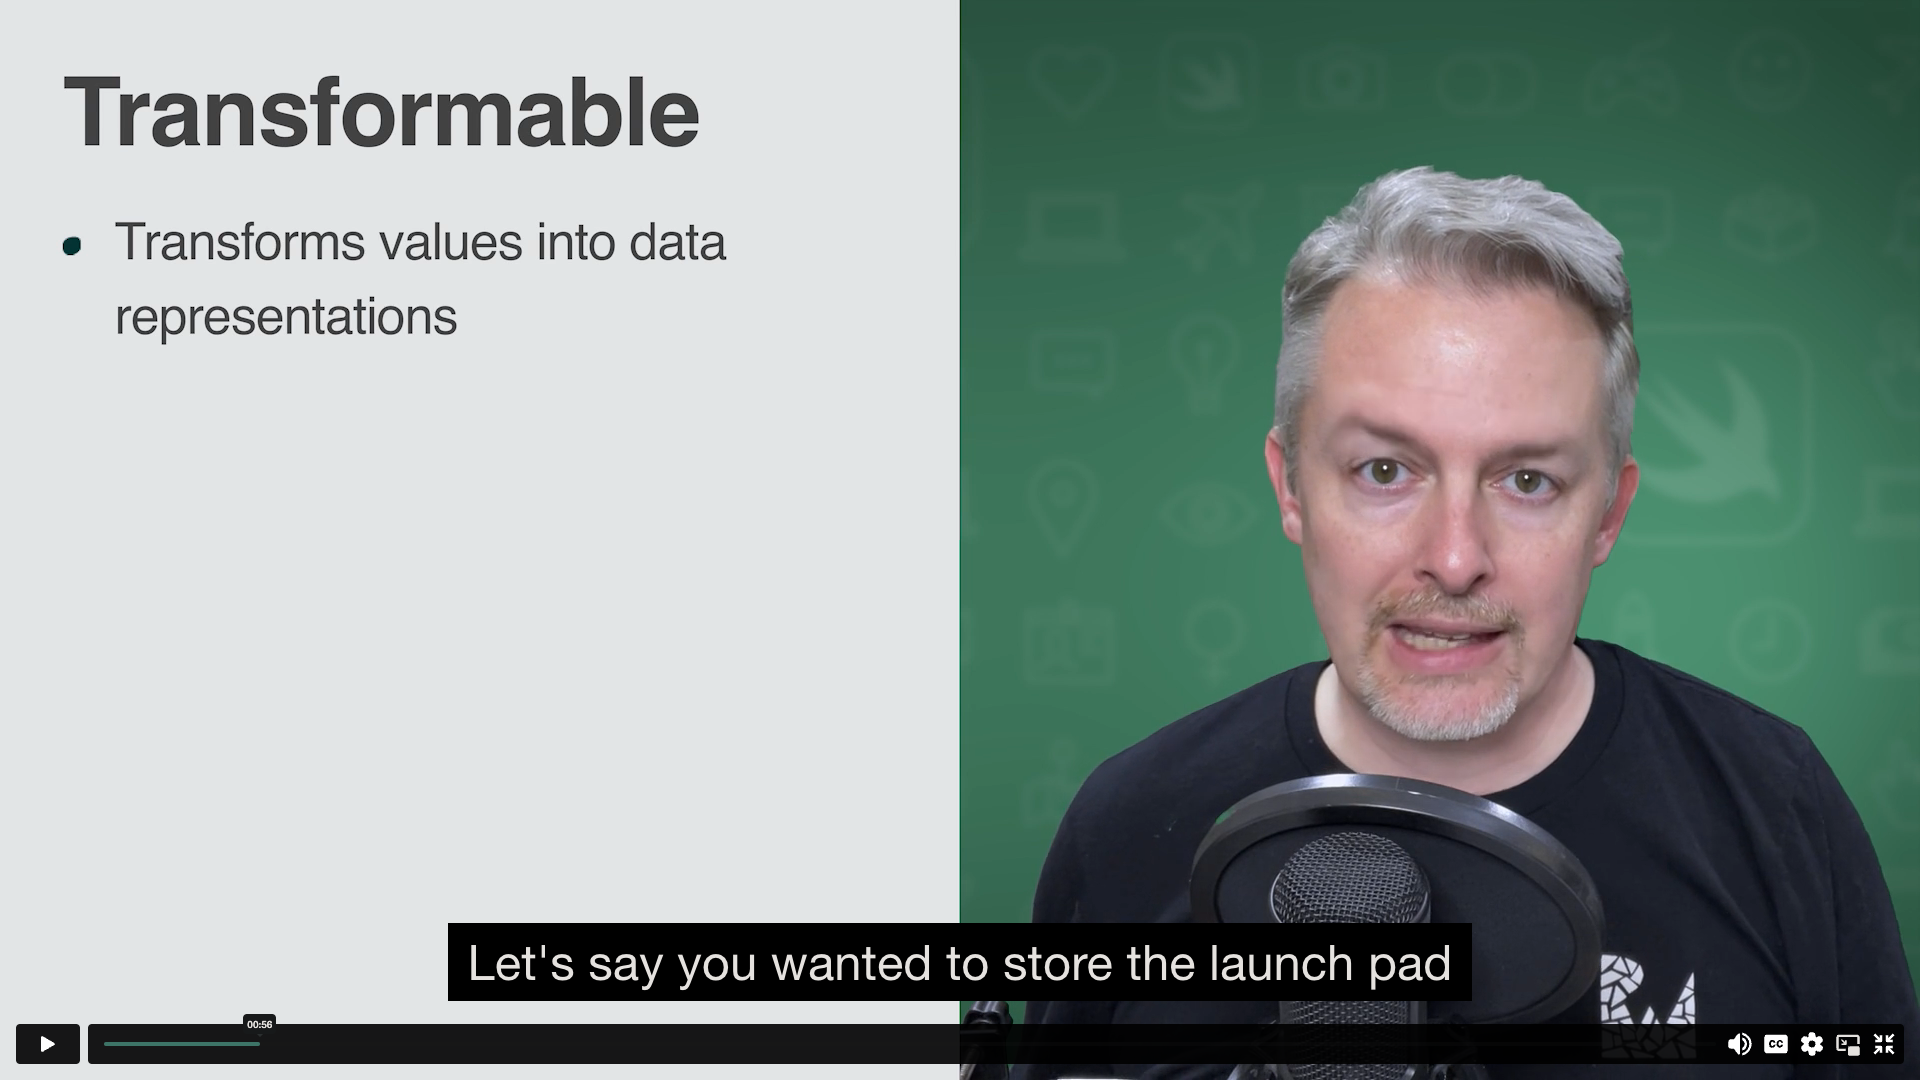 Transformable
Transforms values into data
representations
Let's say you wanted to store the launch pad
00:56
CC